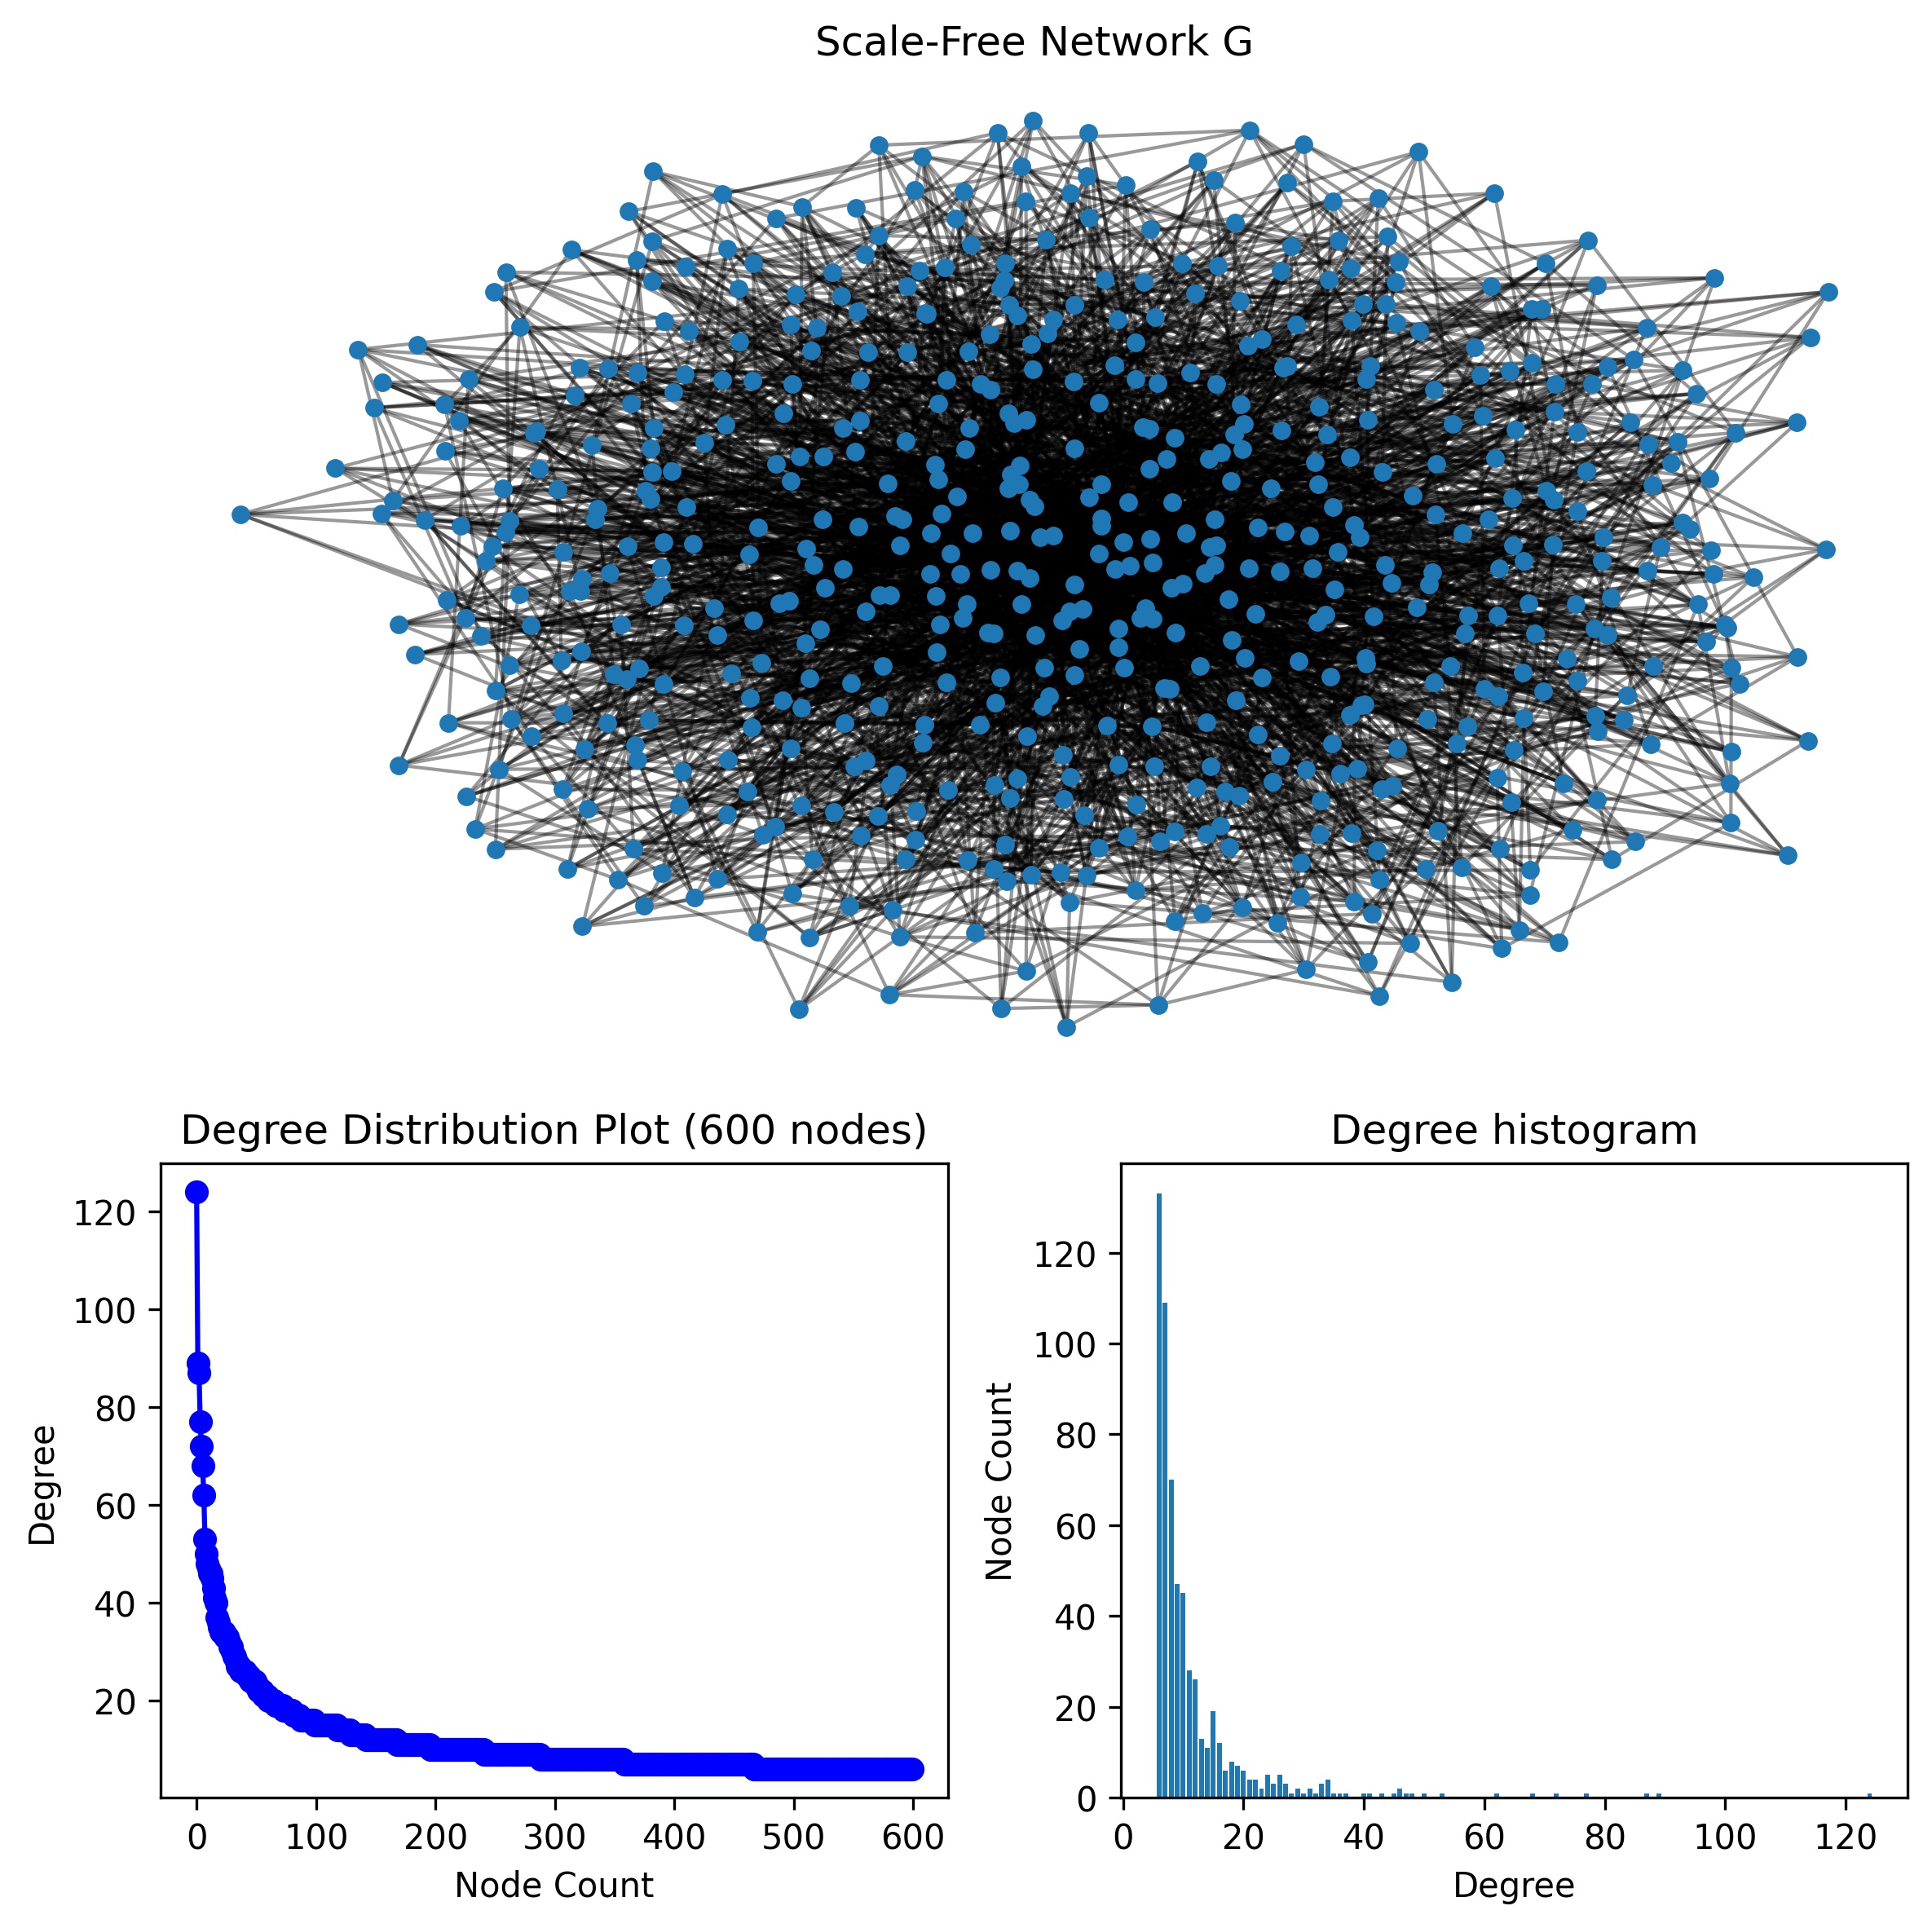 Scale-Free Network G
Degree Distribution Plot (600 nodes)
120
100
80
60
40
20
Degree
0 100 200 300 400 500 600
Node Count
Degree histogram
120
100
80
60
40
20
0
Node Count
0 20 40 60 80 100 120
Degree